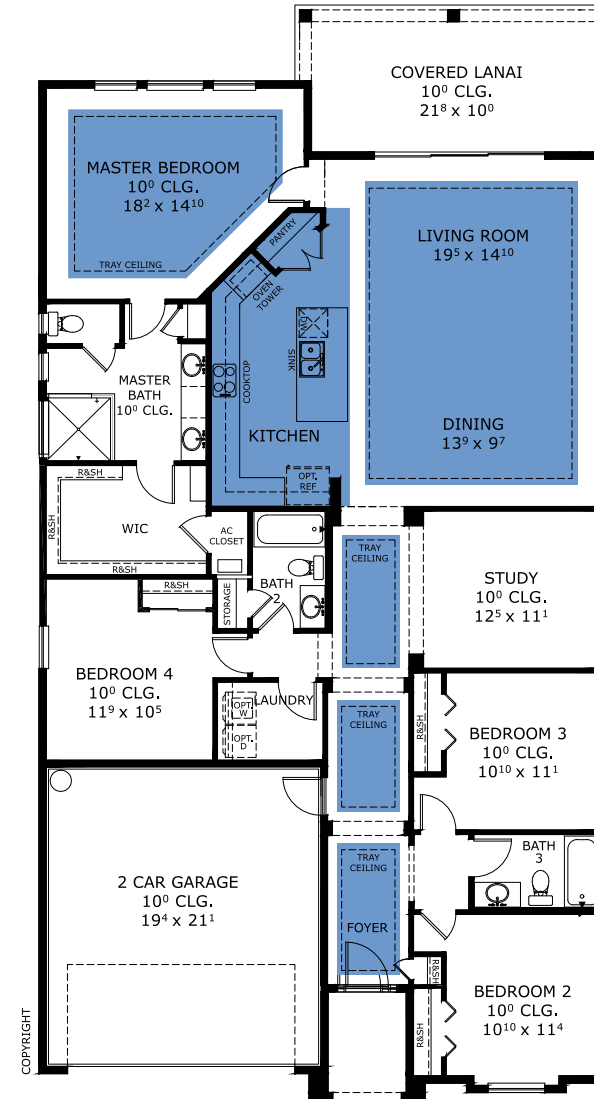 COVERED LANAI
10⁰ CLG.
21⁸ x 10⁰
MASTER BEDROOM
10⁰ CLG.
18² x 14¹⁰
TRAY CEILING
PANTRY
LIVING ROOM
19⁵ x 14¹⁰
OVEN
TOWER
DW
SINK
COOKTOP
MASTER
BATH
10⁰ CLG.
KITCHEN
DINING
13⁹ x 9⁷
OPT.
REF
R&SH
R&SH
WIC
R&SH
AC
CLOSET
BATH
2
TRAY
CEILING
STUDY
10⁰ CLG.
12⁵ x 11¹
R&SH
STORAGE
BEDROOM 4
10⁰ CLG.
11⁹ x 10⁵
LAUNDRY
OPT.
W
OPT.
D
TRAY
CEILING
R&SH
BEDROOM 3
10⁰ CLG.
10¹⁰ x 11¹
2 CAR GARAGE
10⁰ CLG.
19⁴ x 21¹
TRAY
CEILING
FOYER
BATH
3
R&SH
R&SH
BEDROOM 2
10⁰ CLG.
10¹⁰ x 11⁴
COPYRIGHT